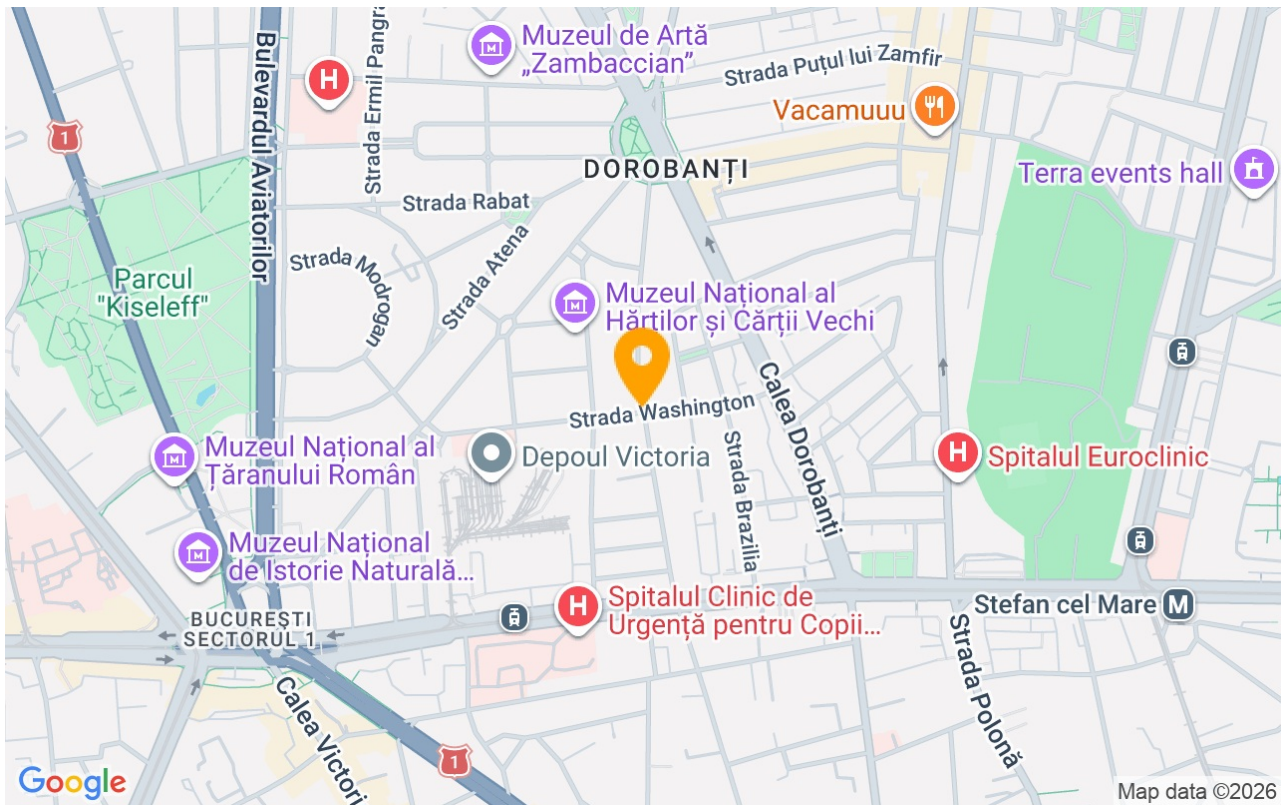 Muzeul de Artă
„Zambaccian”
Strada Puțul lui Zamfir
Strada Ermil Pangra
H
Vacamuuu
1
Bulevardul Aviatorilor
DOROBANȚI
Terra events hall
Strada Rabat
Strada Atena
Strada Modrogan
Parcul
"Kiseleff"
Muzeul Național al
Hărților și Cărții Vechi
Calea Dorobanți
Strada Washington
Muzeul Național al
Țăranului Român
Depoul Victoria
Strada Brazilia
H
Spitalul Euroclinic
Muzeul Național
de Istorie Naturală...
H
Spitalul Clinic de
Urgență pentru Copii...
Stefan cel Mare M
BUCUREȘTI
SECTORUL 1
Strada Polonă
Calea Victori
1
Google
Map data ©2026